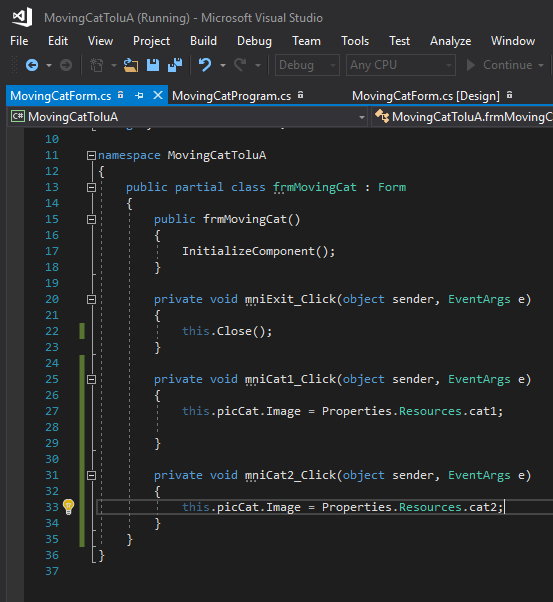 MovingCatToluA (Running) - Microsoft Visual Studio
File Edit View Project Build Debug Team Tools Test Analyze Window
Debug Any CPU Continue
MovingCatForm.cs MovingCatProgram.cs MovingCatForm.cs [Design]
C# MovingCatToluA MovingCatToluA.frmMovingC
10
11 namespace MovingCatToluA
12 {
13 public partial class frmMovingCat : Form
14 {
15 public frmMovingCat()
16 {
17 InitializeComponent();
18 }
19
20 private void mniExit_Click(object sender, EventArgs e)
21 {
22 this.Close();
23 }
24
25 private void mniCat1_Click(object sender, EventArgs e)
26 {
27 this.picCat.Image = Properties.Resources.cat1;
28
29 }
30
31 private void mniCat2_Click(object sender, EventArgs e)
32 {
33 this.picCat.Image = Properties.Resources.cat2;
34 }
35 }
36 }
37